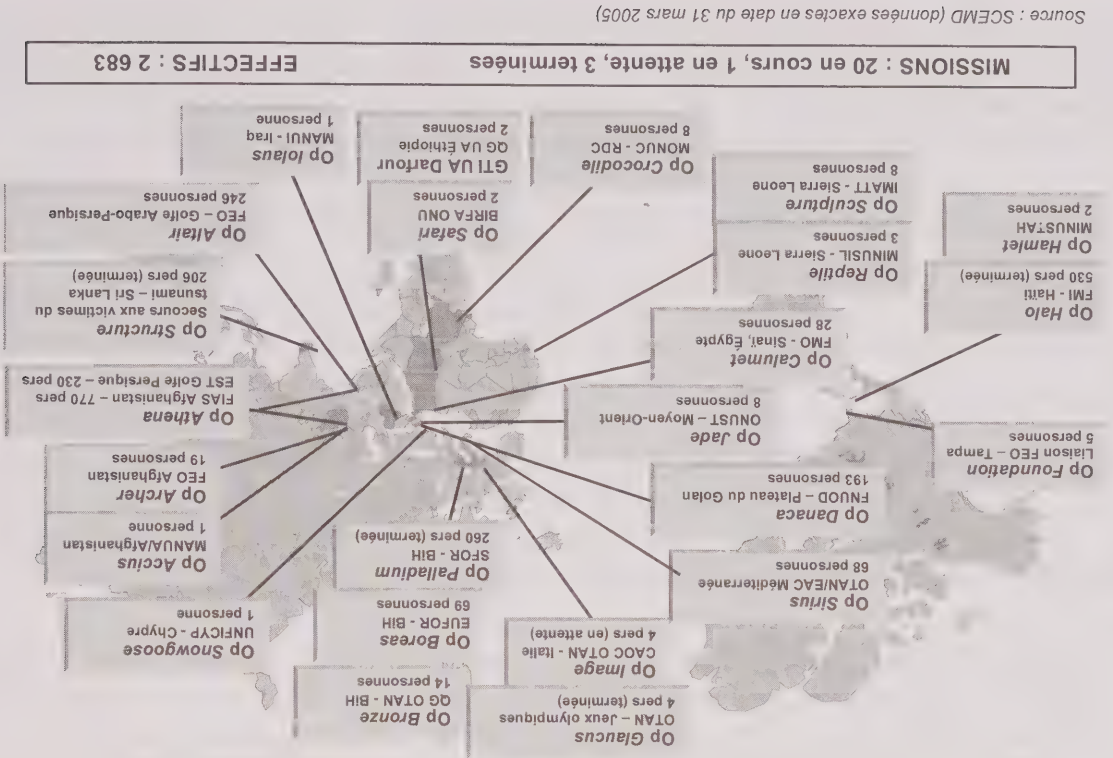 Op Glaucus
OTAN – Jeux olympiques
4 pers (terminée)
Op Bronze
QG OTAN - BiH
14 personnes
Op Image
CAOC OTAN - Italie
4 pers (en attente)
Op Boreas
EUFOR - BiH
69 personnes
Op Snowgoose
UNFICYP - Chypre
1 personne
Op Sirius
OTAN/EAC Méditerranée
68 personnes
Op Palladium
SFOR - BiH
260 pers (terminée)
Op Accius
MANUA/Afghanistan
1 personne
Op Danaca
FNUOD – Plateau du Golan
193 personnes
Op Archer
FEO Afghanistan
19 personnes
Op Foundation
Liaison FEO – Tampa
5 personnes
Op Jade
ONUST – Moyen-Orient
8 personnes
Op Athena
FIAS Afghanistan – 770 pers
EST Golfe Persique – 230 pers
Op Calumet
FMO - Sinaï, Égypte
28 personnes
Op Structure
Secours aux victimes du
tsunami – Sri Lanka
206 pers (terminée)
Op Halo
FMI - Haïti
530 pers (terminée)
Op Reptile
MINUSIL - Sierra Leone
3 personnes
Op Altair
FEO – Golfe Arabo-Persique
246 personnes
Op Hamlet
MINUSTAH
2 personnes
Op Sculpture
IMATT - Sierra Leone
8 personnes
Op Safari
BIRFA ONU
2 personnes
Op Crocodile
MONUC - RDC
8 personnes
GTI UA Darfour
QG UA Éthiopie
2 personnes
Op Iolaus
MANUI - Iraq
1 personne
MISSIONS : 20 en cours, 1 en attente, 3 terminées EFFECTIFS : 2 683
Source : SCEMD (données exactes en date du 31 mars 2005)